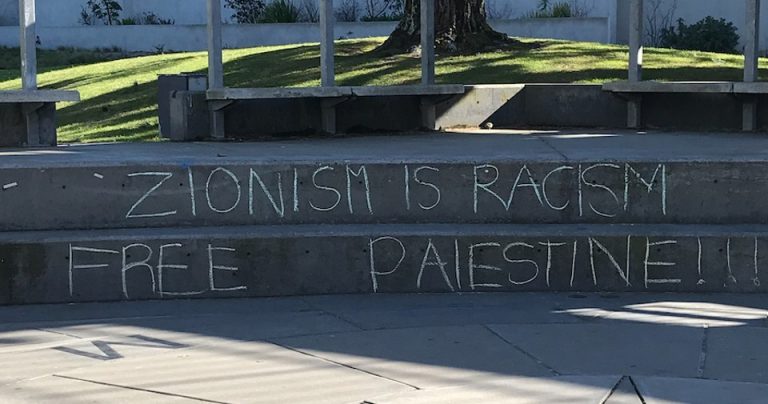 ZIONISM IS RACISM
FREE PALESTINE!!!